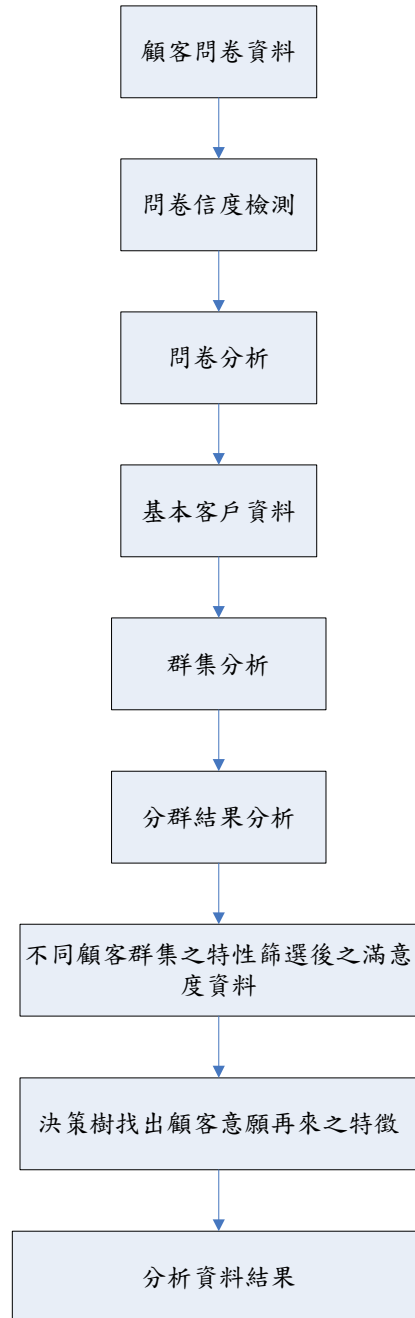 顧客問卷資料
問卷信度檢測
問卷分析
基本客戶資料
群集分析
分群結果分析
不同顧客群集之特性篩選後之滿意
度資料
決策樹找出顧客意願再來之特徵
分析資料結果